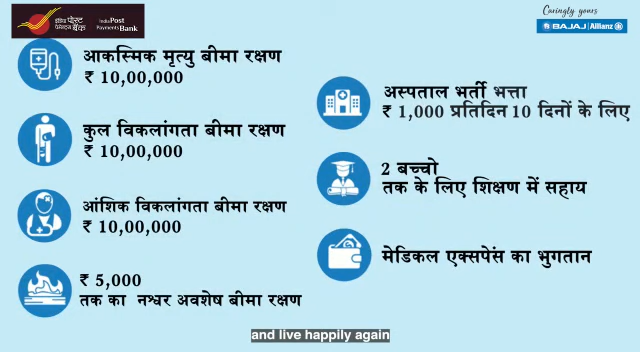 इंडिया पोस्ट
पेमेन्ट्स बैंक
India Post
Payments Bank
Caringly yours
BAJAJ Allianz
आकस्मिक मृत्यु बीमा रक्षण
₹ 10,00,000
कुल विकलांगता बीमा रक्षण
₹ 10,00,000
आंशिक विकलांगता बीमा रक्षण
₹ 10,00,000
₹ 5,000
तक का नश्वर अवशेष बीमा रक्षण
अस्पताल भर्ती भत्ता
₹ 1,000 प्रतिदिन 10 दिनों के लिए
2 बच्चो
तक के लिए शिक्षण में सहाय
मेडिकल एक्सपेंस का भुगतान
and live happily again